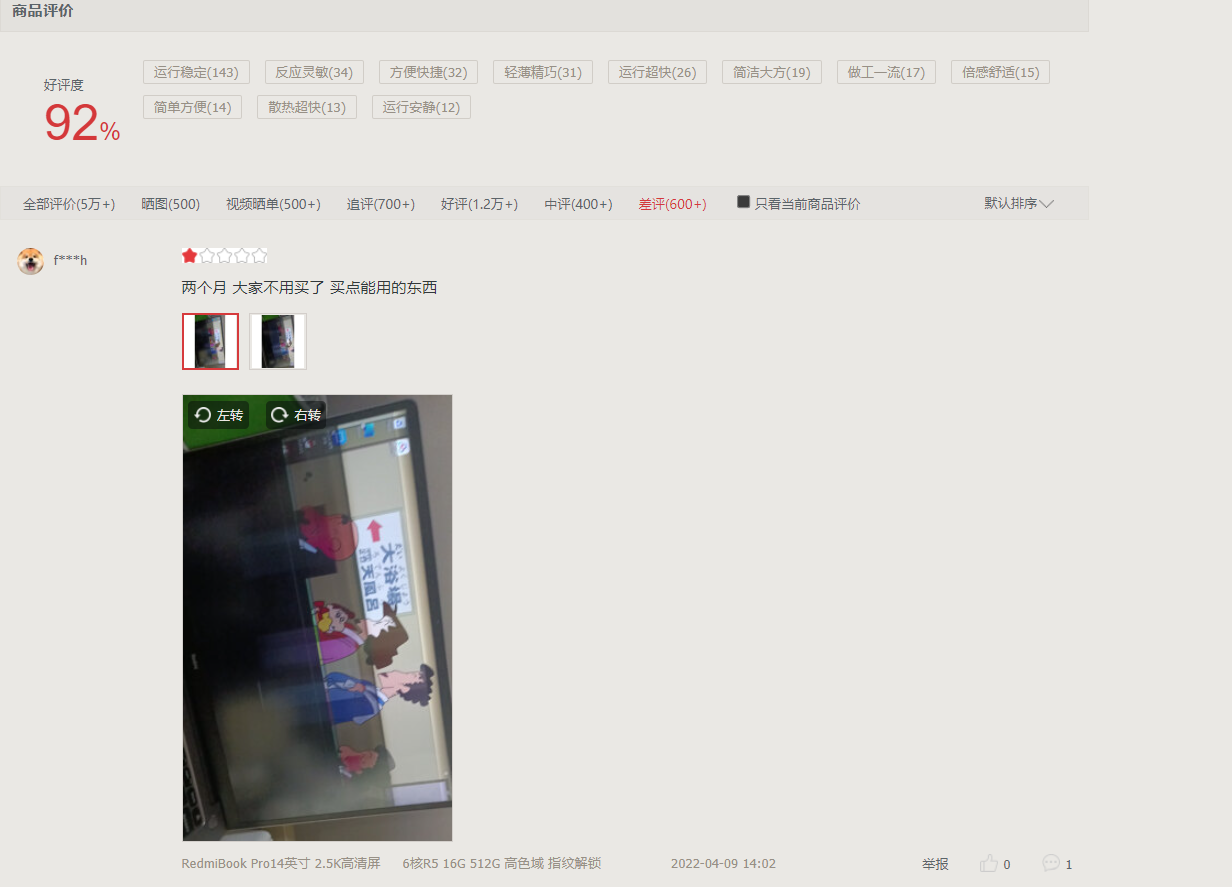 商品评价
好评度
92%
运行稳定(143) 反应灵敏(34) 方便快捷(32) 轻薄精巧(31) 运行超快(26) 简洁大方(19) 做工一流(17) 倍感舒适(15)
简单方便(14) 散热超快(13) 运行安静(12)
全部评价(5万+) 晒图(500) 视频晒单(500+) 追评(700+) 好评(1.2万+) 中评(400+) 差评(600+) 只看当前商品评价 默认排序
f***h
两个月 大家不用买了 买点能用的东西
左转 右转
大浴場
露天風呂
RedmiBook Pro14英寸 2.5K高清屏 6核R5 16G 512G 高色域 指纹解锁 2022-04-09 14:02 举报 0 1